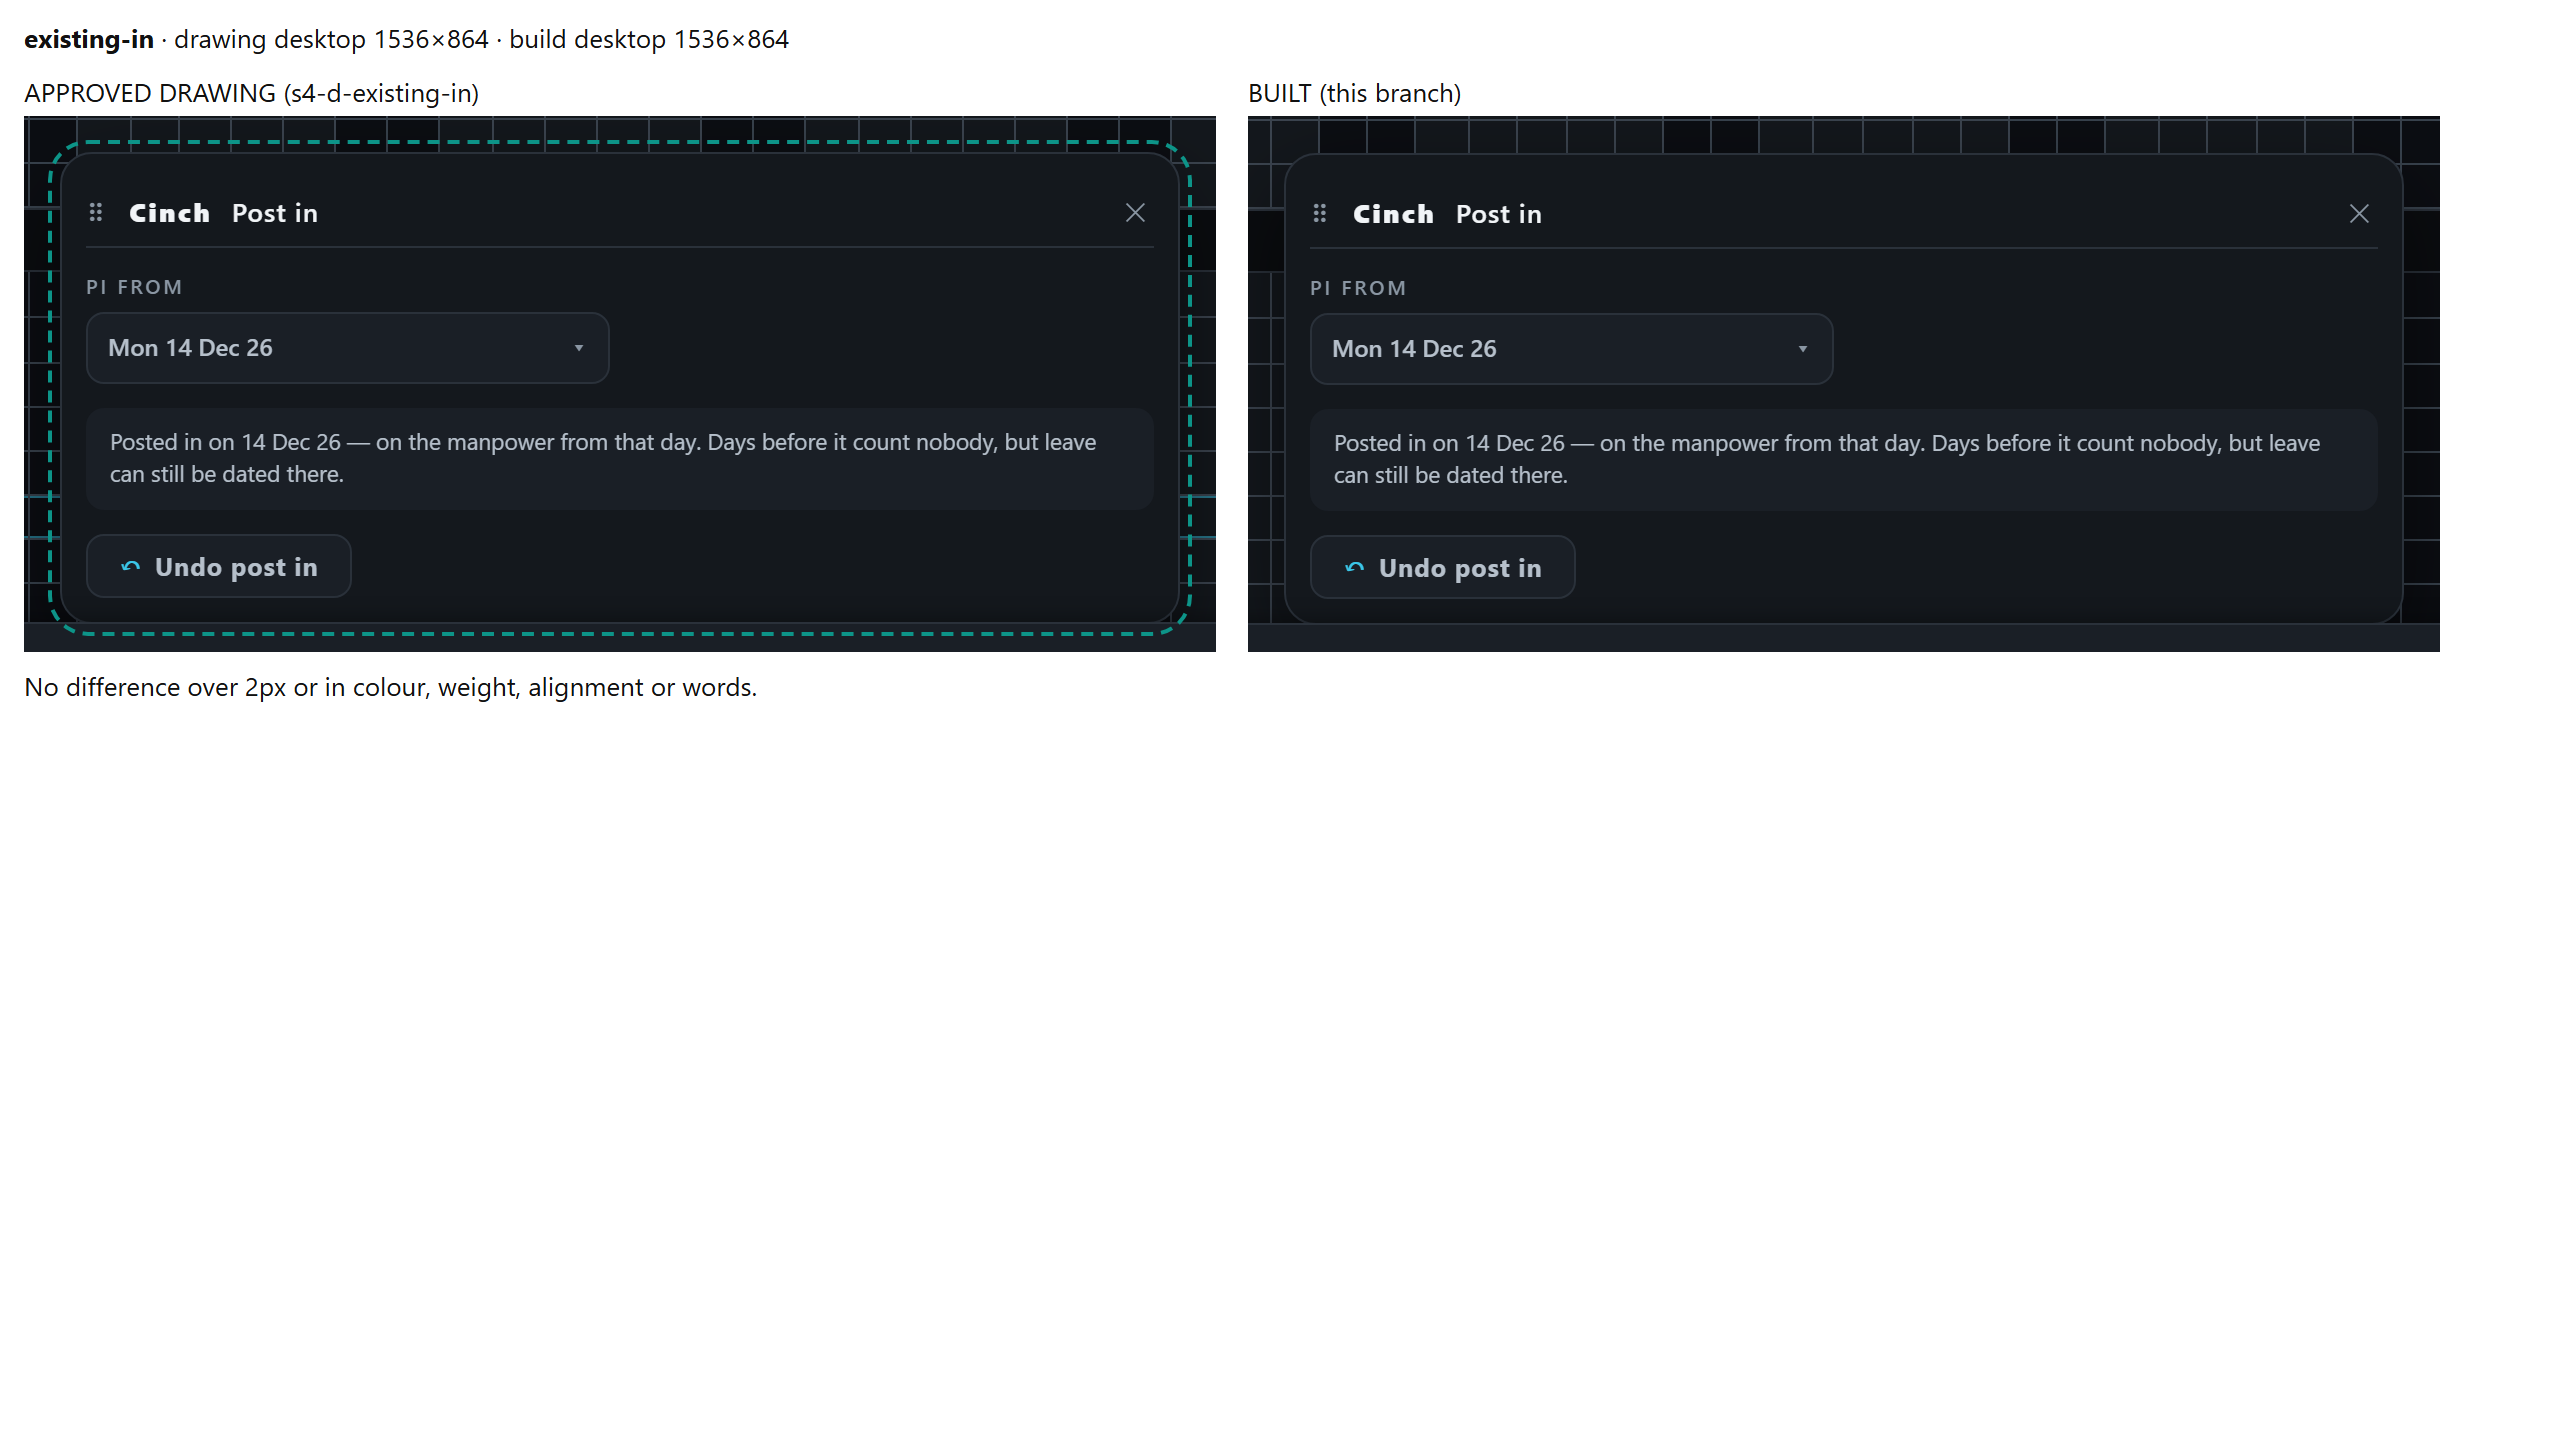 existing-in · drawing desktop 1536×864 · build desktop 1536×864
APPROVED DRAWING (s4-d-existing-in)
Cinch Post in
PI FROM
Mon 14 Dec 26
Posted in on 14 Dec 26 — on the manpower from that day. Days before it count nobody, but leave
can still be dated there.
Undo post in
BUILT (this branch)
Cinch Post in
PI FROM
Mon 14 Dec 26
Posted in on 14 Dec 26 — on the manpower from that day. Days before it count nobody, but leave
can still be dated there.
Undo post in
No difference over 2px or in colour, weight, alignment or words.